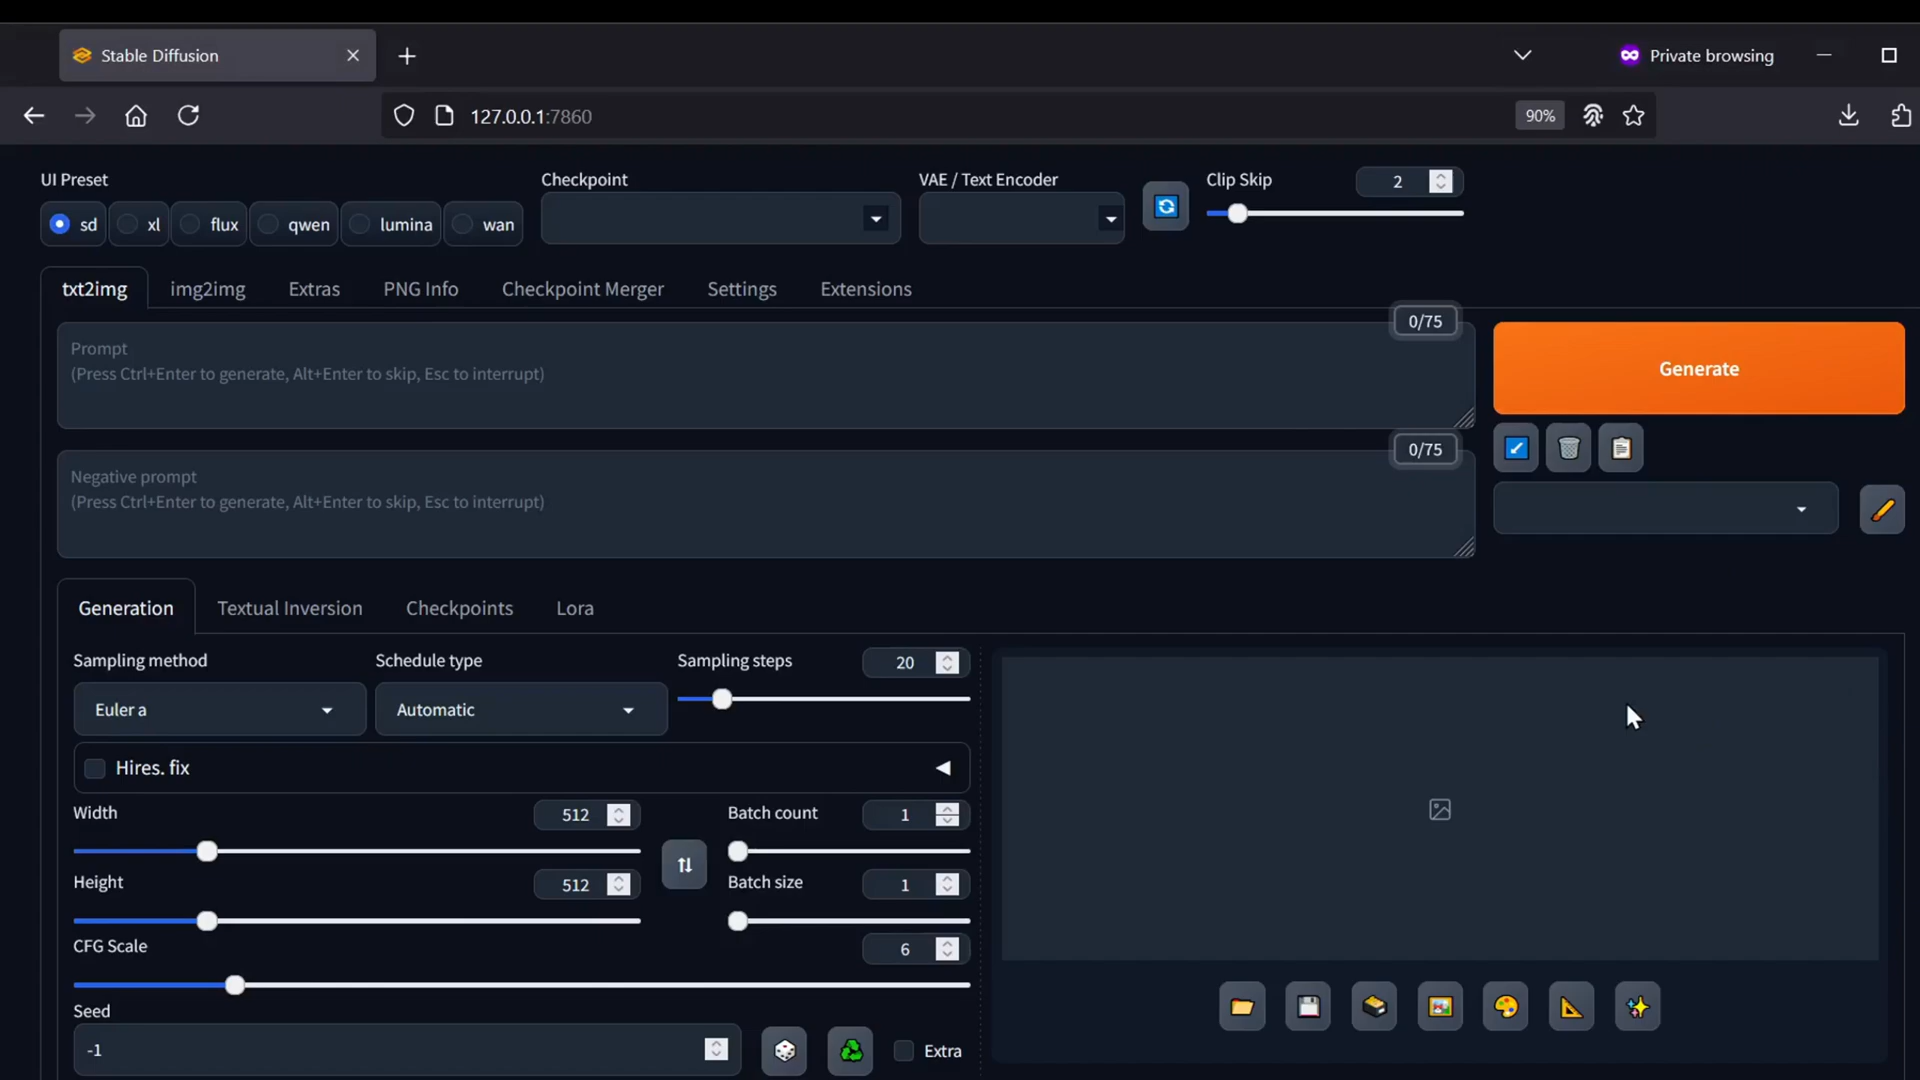 Stable Diffusion
Private browsing
127.0.0.1:7860
90%
UI Preset
sd
xl
flux
qwen
lumina
wan
Checkpoint
VAE / Text Encoder
Clip Skip
2
txt2img
img2img
Extras
PNG Info
Checkpoint Merger
Settings
Extensions
0/75
Prompt
(Press Ctrl+Enter to generate, Alt+Enter to skip, Esc to interrupt)
Generate
0/75
Negative prompt
(Press Ctrl+Enter to generate, Alt+Enter to skip, Esc to interrupt)
Generation
Textual Inversion
Checkpoints
Lora
Sampling method
Euler a
Schedule type
Automatic
Sampling steps
20
Hires. fix
Width
512
Batch count
1
Height
512
Batch size
1
CFG Scale
6
Seed
-1
Extra